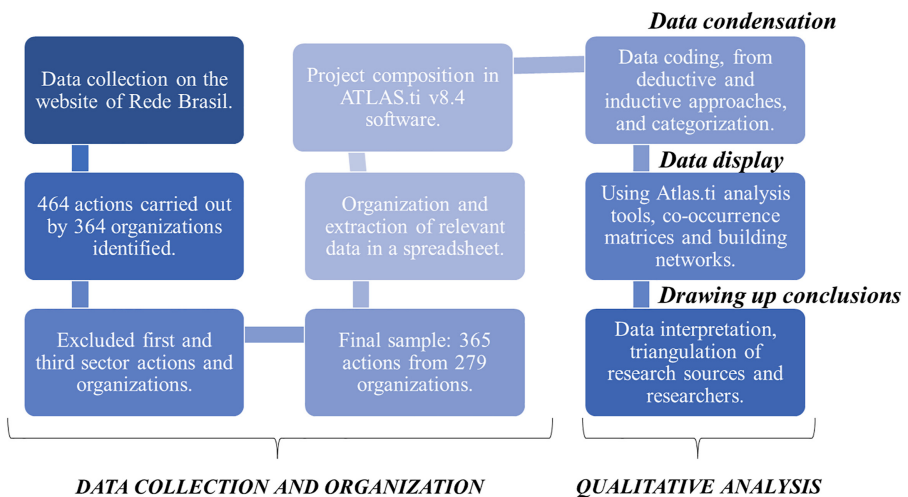 Data collection on the
website of Rede Brasil.
464 actions carried out
by 364 organizations
identified.
Excluded first and
third sector actions and
organizations.
Final sample: 365
actions from 279
organizations.
Organization and
extraction of relevant
data in a spreadsheet.
Project composition in
ATLAS.ti v8.4
software.
Data condensation
Data coding, from
deductive and
inductive approaches,
and categorization.
Data display
Using Atlas.ti analysis
tools, co-occurrence
matrices and building
networks.
Drawing up conclusions
Data interpretation,
triangulation of
research sources and
researchers.
DATA COLLECTION AND ORGANIZATION
QUALITATIVE ANALYSIS